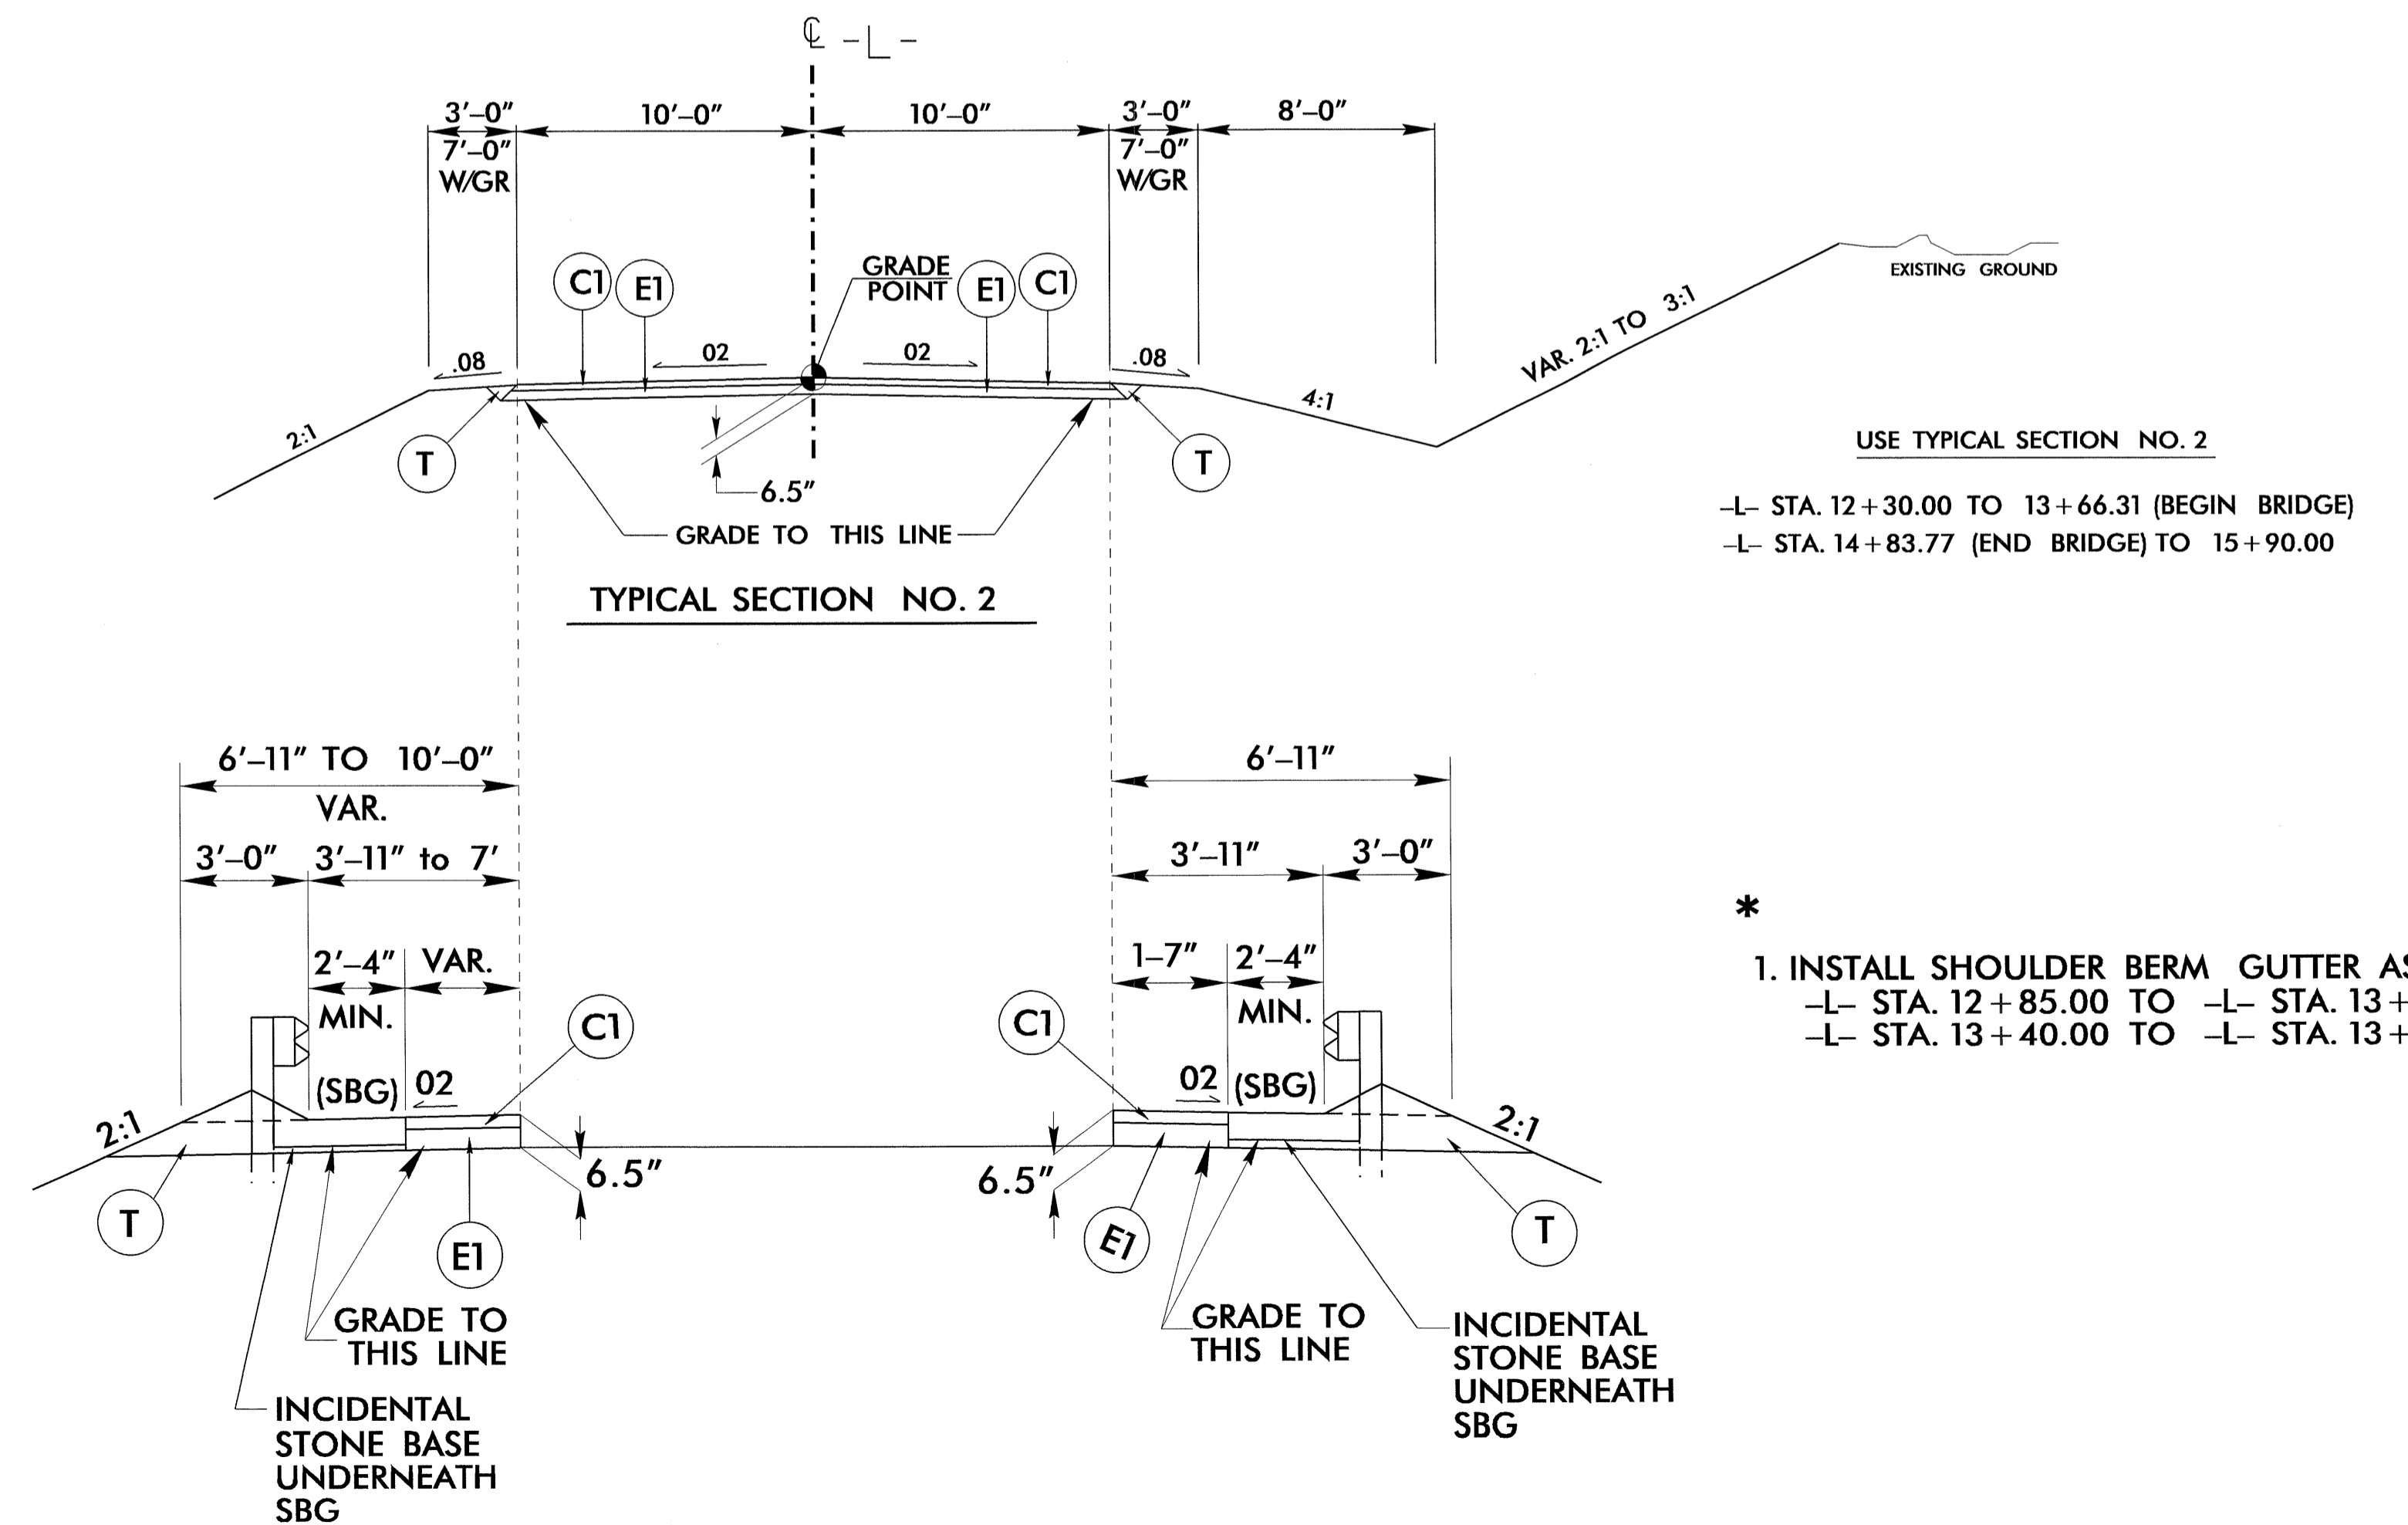 ℄ -L-
3'-0" 10'-0" 10'-0" 3'-0" 8'-0"
7'-0" 7'-0"
W/GR W/GR
C1 E1 GRADE POINT E1 C1
EXISTING GROUND
.08 02 02 .08
VAR. 2:1 TO 3:1
2:1 4:1
T T
6.5"
GRADE TO THIS LINE
TYPICAL SECTION NO. 2
USE TYPICAL SECTION NO. 2
-L- STA. 12+30.00 TO 13+66.31 (BEGIN BRIDGE)
-L- STA. 14+83.77 (END BRIDGE) TO 15+90.00
6'-11" TO 10'-0"
VAR.
3'-0" 3'-11" to 7'
2'-4" VAR.
MIN.
C1
(SBG) 02
2:1
6.5"
T
E1
GRADE TO
THIS LINE
INCIDENTAL
STONE BASE
UNDERNEATH
SBG
6'-11"
3'-11" 3'-0"
1-7" 2'-4"
MIN.
C1
02 (SBG)
2:1
6.5"
E1
T
GRADE TO
THIS LINE
INCIDENTAL
STONE BASE
UNDERNEATH
SBG
*
1. INSTALL SHOULDER BERM GUTTER AS
-L- STA. 12+85.00 TO -L- STA. 13+
-L- STA. 13+40.00 TO -L- STA. 13+